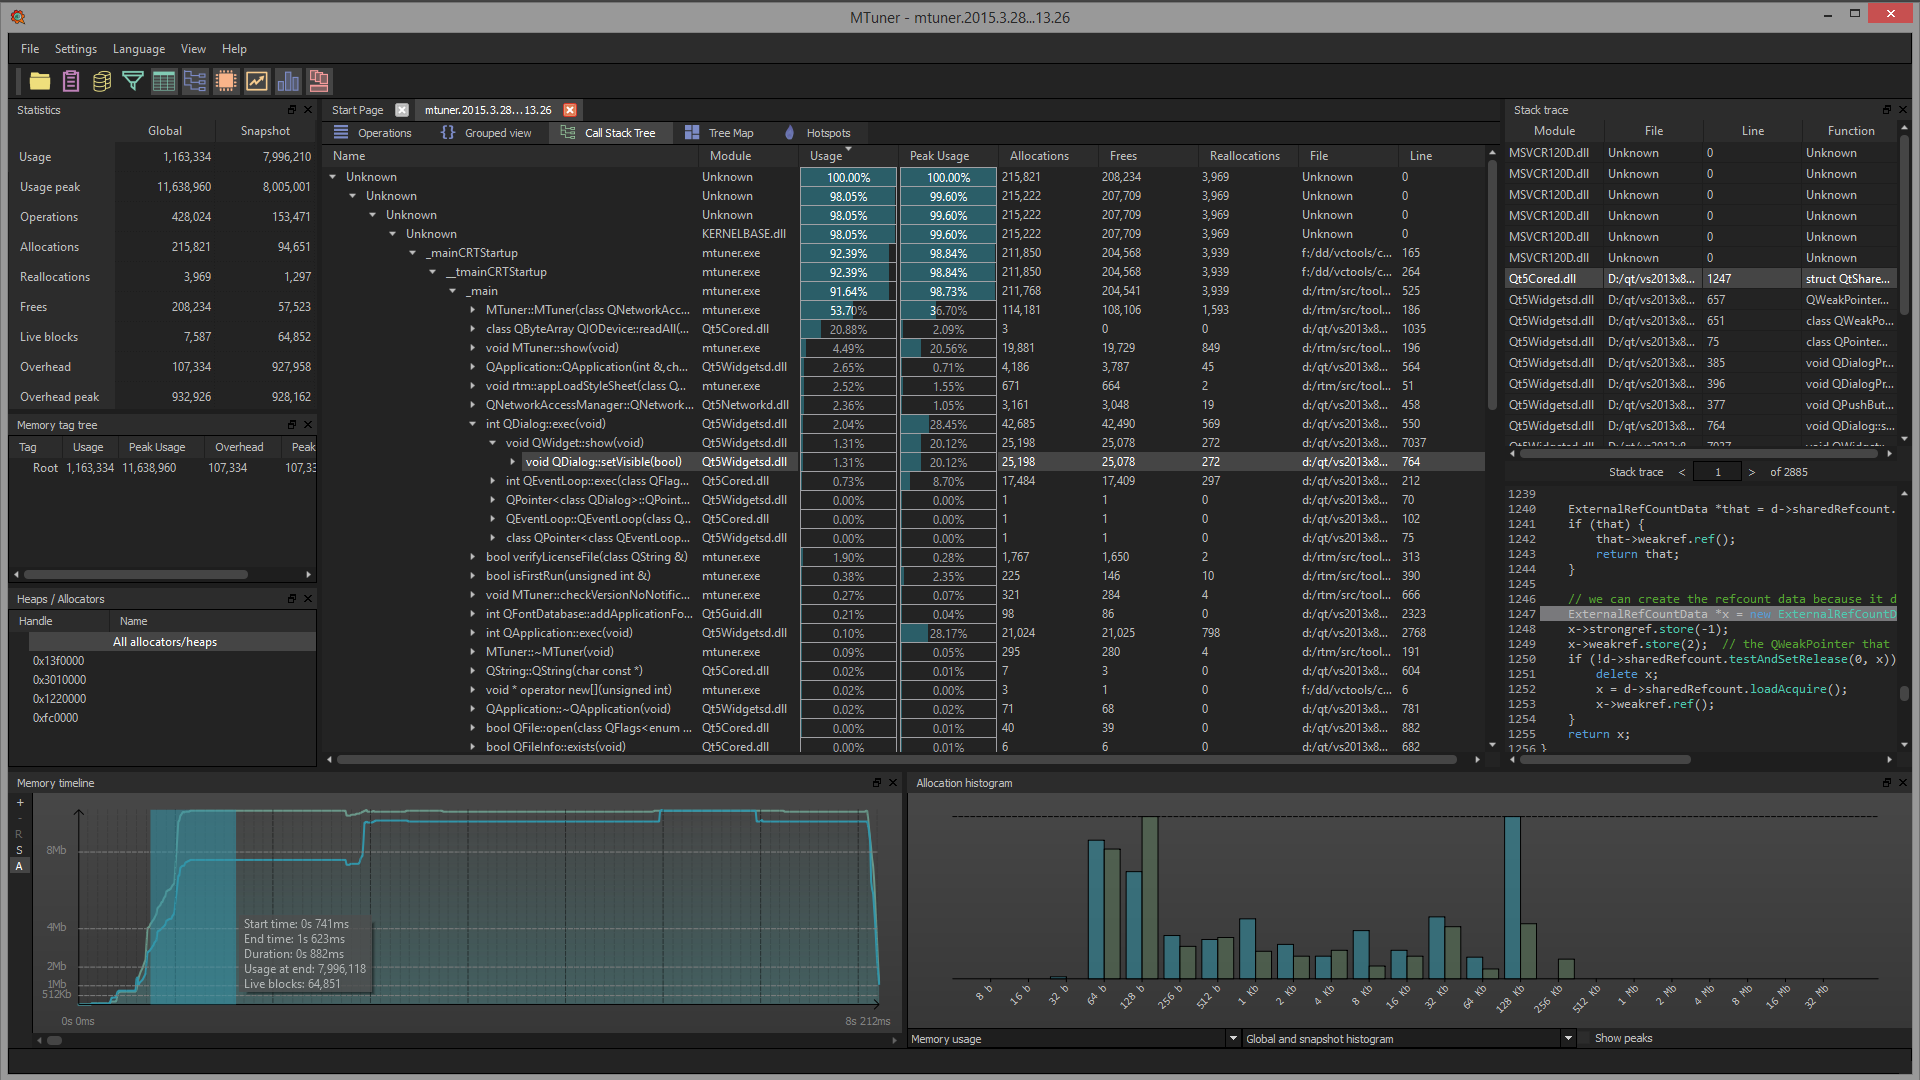 MTuner - mtuner.2015.3.28...13.26
File Settings Language View Help
Statistics
Global Snapshot
Usage 1,163,334 7,996,210
Usage peak 11,638,960 8,005,001
Operations 428,024 153,471
Allocations 215,821 94,651
Reallocations 3,969 1,297
Frees 208,234 57,523
Live blocks 7,587 64,852
Overhead 107,334 927,958
Overhead peak 932,926 928,162
Memory tag tree
Tag Usage Peak Usage Overhead Peak
Root 1,163,334 11,638,960 107,334 107,33
Heaps / Allocators
Handle Name
All allocators/heaps
0x13f0000
0x3010000
0x1220000
0xfc0000
Start Page mtuner.2015.3.28...13.26
Operations {} Grouped view Call Stack Tree Tree Map Hotspots
Name Module Usage Peak Usage Allocations Frees Reallocations File Line
Unknown Unknown 100.00% 100.00% 215,821 208,234 3,969 Unknown 0
Unknown Unknown 98.05% 99.60% 215,222 207,709 3,969 Unknown 0
Unknown Unknown 98.05% 99.60% 215,222 207,709 3,969 Unknown 0
Unknown KERNELBASE.dll 98.05% 99.60% 215,222 207,709 3,969 Unknown 0
_mainCRTStartup mtuner.exe 92.39% 98.84% 211,850 204,568 3,939 f:/dd/vctools/c... 165
__tmainCRTStartup mtuner.exe 92.39% 98.84% 211,850 204,568 3,939 f:/dd/vctools/c... 264
_main mtuner.exe 91.64% 98.73% 211,768 204,541 3,939 d:/rtm/src/tool... 525
MTuner::MTuner(class QNetworkAcc... mtuner.exe 53.70% 36.70% 114,181 108,106 1,593 d:/rtm/src/tool... 186
class QByteArray QIODevice::readAll(... Qt5Cored.dll 20.88% 2.09% 3 0 0 d:/qt/vs2013x8... 1035
void MTuner::show(void) mtuner.exe 4.49% 20.56% 19,881 19,729 849 d:/rtm/src/tool... 196
QApplication::QApplication(int &,ch... Qt5Widgetsd.dll 2.65% 0.71% 4,186 3,787 45 d:/qt/vs2013x8... 564
void rtm::appLoadStyleSheet(class Q... mtuner.exe 2.52% 1.55% 671 664 2 d:/rtm/src/tool... 51
QNetworkAccessManager::QNetwork... Qt5Networkd.dll 2.36% 1.05% 3,161 3,048 19 d:/qt/vs2013x8... 458
int QDialog::exec(void) Qt5Widgetsd.dll 2.04% 28.45% 42,685 42,490 569 d:/qt/vs2013x8... 550
void QWidget::show(void) Qt5Widgetsd.dll 1.31% 20.12% 25,198 25,078 272 d:/qt/vs2013x8... 7037
void QDialog::setVisible(bool) Qt5Widgetsd.dll 1.31% 20.12% 25,198 25,078 272 d:/qt/vs2013x8... 764
int QEventLoop::exec(class QFlag... Qt5Cored.dll 0.73% 8.70% 17,484 17,409 297 d:/qt/vs2013x8... 212
QPointer<class QDialog>::QPoint... Qt5Widgetsd.dll 0.00% 0.00% 1 1 0 d:/qt/vs2013x8... 70
QEventLoop::QEventLoop(class Q... Qt5Cored.dll 0.00% 0.00% 1 1 0 d:/qt/vs2013x8... 102
class QPointer<class QEventLoop... Qt5Widgetsd.dll 0.00% 0.00% 1 1 0 d:/qt/vs2013x8... 75
bool verifyLicenseFile(class QString &) mtuner.exe 1.90% 0.28% 1,767 1,650 2 d:/rtm/src/tool... 313
bool isFirstRun(unsigned int &) mtuner.exe 0.38% 2.35% 225 146 10 d:/rtm/src/tool... 390
void MTuner::checkVersionNoNotific... mtuner.exe 0.27% 0.07% 321 284 4 d:/rtm/src/tool... 666
int QFontDatabase::addApplicationFo... Qt5Guid.dll 0.21% 0.04% 98 86 0 d:/qt/vs2013x8... 2323
int QApplication::exec(void) Qt5Widgetsd.dll 0.10% 28.17% 21,024 21,025 798 d:/qt/vs2013x8... 2768
MTuner::~MTuner(void) mtuner.exe 0.09% 0.05% 295 280 4 d:/rtm/src/tool... 191
QString::QString(char const *) Qt5Cored.dll 0.02% 0.01% 7 3 0 d:/qt/vs2013x8... 604
void * operator new[](unsigned int) mtuner.exe 0.02% 0.00% 3 1 0 f:/dd/vctools/c... 6
QApplication::~QApplication(void) Qt5Widgetsd.dll 0.02% 0.02% 71 68 0 d:/qt/vs2013x8... 781
bool QFile::open(class QFlags<enum ... Qt5Cored.dll 0.00% 0.01% 40 39 0 d:/qt/vs2013x8... 882
bool QFileInfo::exists(void) Qt5Cored.dll 0.00% 0.01% 6 6 0 d:/qt/vs2013x8... 682
Stack trace
Module File Line Function
MSVCR120D.dll Unknown 0 Unknown
MSVCR120D.dll Unknown 0 Unknown
MSVCR120D.dll Unknown 0 Unknown
MSVCR120D.dll Unknown 0 Unknown
MSVCR120D.dll Unknown 0 Unknown
MSVCR120D.dll Unknown 0 Unknown
Qt5Cored.dll D:/qt/vs2013x8... 1247 struct QtShare...
Qt5Widgetsd.dll D:/qt/vs2013x8... 657 QWeakPointer...
Qt5Widgetsd.dll D:/qt/vs2013x8... 651 class QWeakPo...
Qt5Widgetsd.dll D:/qt/vs2013x8... 75 class QPointer...
Qt5Widgetsd.dll D:/qt/vs2013x8... 385 void QDialogPr...
Qt5Widgetsd.dll D:/qt/vs2013x8... 396 void QDialogPr...
Qt5Widgetsd.dll D:/qt/vs2013x8... 377 void QPushBut...
Qt5Widgetsd.dll D:/qt/vs2013x8... 764 void QDialog::s...
Qt5Widgetsd.dll D:/qt/vs2013x8... 7037 void QWidget::...
Stack trace < 1 > of 2885
1239
1240 ExternalRefCountData *that = d->sharedRefcount.
1241 if (that) {
1242 that->weakref.ref();
1243 return that;
1244 }
1245
1246 // we can create the refcount data because it d
1247 ExternalRefCountData *x = new ExternalRefCountD
1248 x->strongref.store(-1);
1249 x->weakref.store(2); // the QWeakPointer that
1250 if (!d->sharedRefcount.testAndSetRelease(0, x))
1251 delete x;
1252 x = d->sharedRefcount.loadAcquire();
1253 x->weakref.ref();
1254 }
1255 return x;
1256 }
Memory timeline
+
-
R
S
A
8Mb
4Mb
2Mb
1Mb
512Kb
Start time: 0s 741ms
End time: 1s 623ms
Duration: 0s 882ms
Usage at end: 7,996,118
Live blocks: 64,851
0s 0ms 8s 212ms
Allocation histogram
8 b 16 b 32 b 64 b 128 b 256 b 512 b 1 Kb 2 Kb 4 Kb 8 Kb 16 Kb 32 Kb 64 Kb 128 Kb 256 Kb 512 Kb 1 Mb 2 Mb 4 Mb 8 Mb 16 Mb 32 Mb
Memory usage Global and snapshot histogram Show peaks